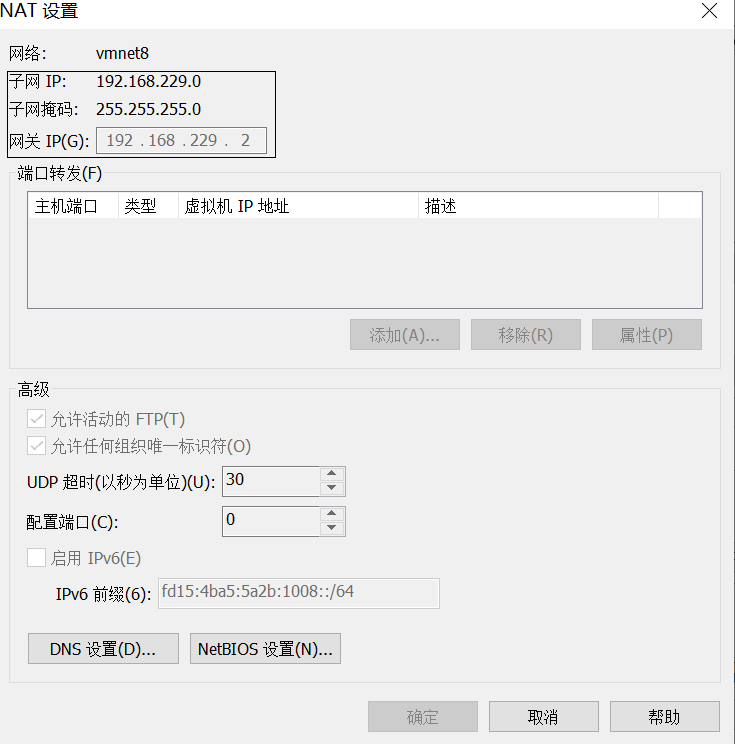 NAT 设置
网络: vmnet8
子网 IP: 192.168.229.0
子网掩码: 255.255.255.0
网关 IP(G): 192 . 168 . 229 . 2
端口转发(F)
主机端口 类型 虚拟机 IP 地址 描述
添加(A)... 移除(R) 属性(P)
高级
允许活动的 FTP(T)
允许任何组织唯一标识符(O)
UDP 超时(以秒为单位)(U): 30
配置端口(C): 0
启用 IPv6(E)
IPv6 前缀(6): fd15:4ba5:5a2b:1008::/64
DNS 设置(D)... NetBIOS 设置(N)...
确定 取消 帮助